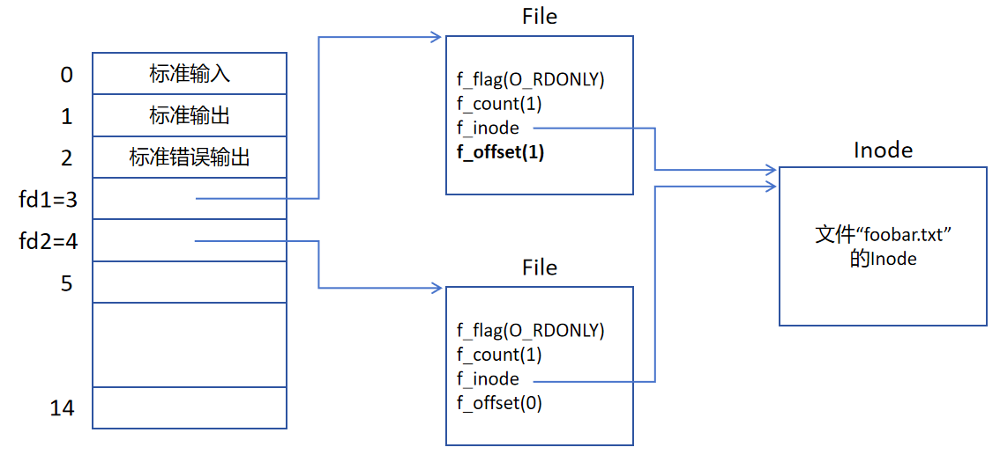 0
标准输入
1
标准输出
2
标准错误输出
fd1=3
fd2=4
5
14
File
f_flag(O_RDONLY)
f_count(1)
f_inode
f_offset(1)
File
f_flag(O_RDONLY)
f_count(1)
f_inode
f_offset(0)
Inode
文件“foobar.txt”
的Inode